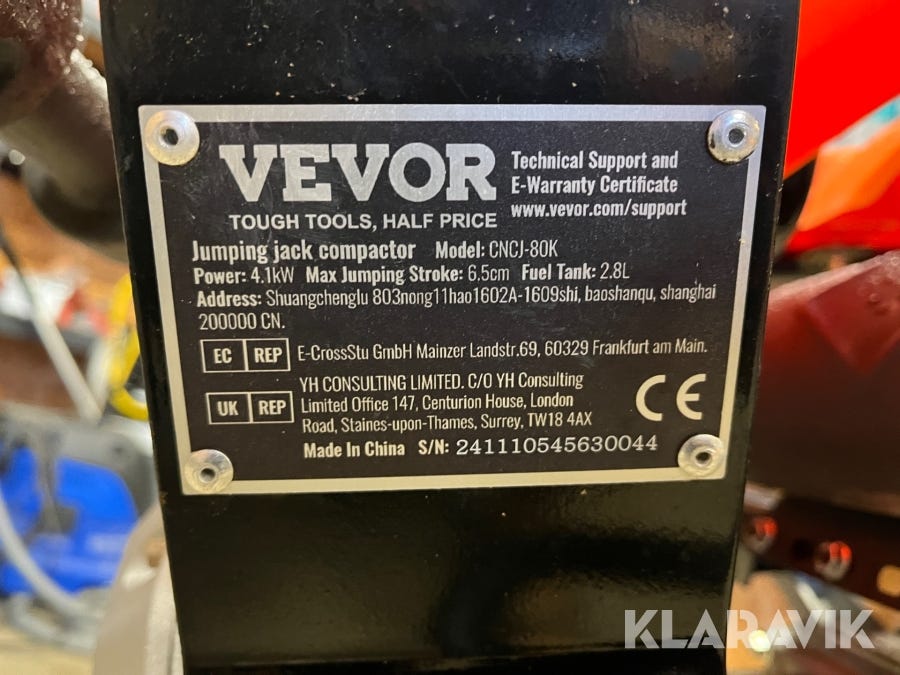 VEVOR
TOUGH TOOLS, HALF PRICE
Technical Support and
E-Warranty Certificate
www.vevor.com/support
Jumping jack compactor Model: CNCJ-80K
Power: 4.1kW Max Jumping Stroke: 6.5cm Fuel Tank: 2.8L
Address: Shuangchenglu 803nong11hao1602A-1609shi, baoshanqu, shanghai
200000 CN.
EC REP E-CrossStu GmbH Mainzer Landstr.69, 60329 Frankfurt am Main.
UK REP
YH CONSULTING LIMITED. C/O YH Consulting
Limited Office 147, Centurion House, London
Road, Staines-upon-Thames, Surrey, TW18 4AX
CE
Made In China S/N: 241110545630044
KLARAVIK